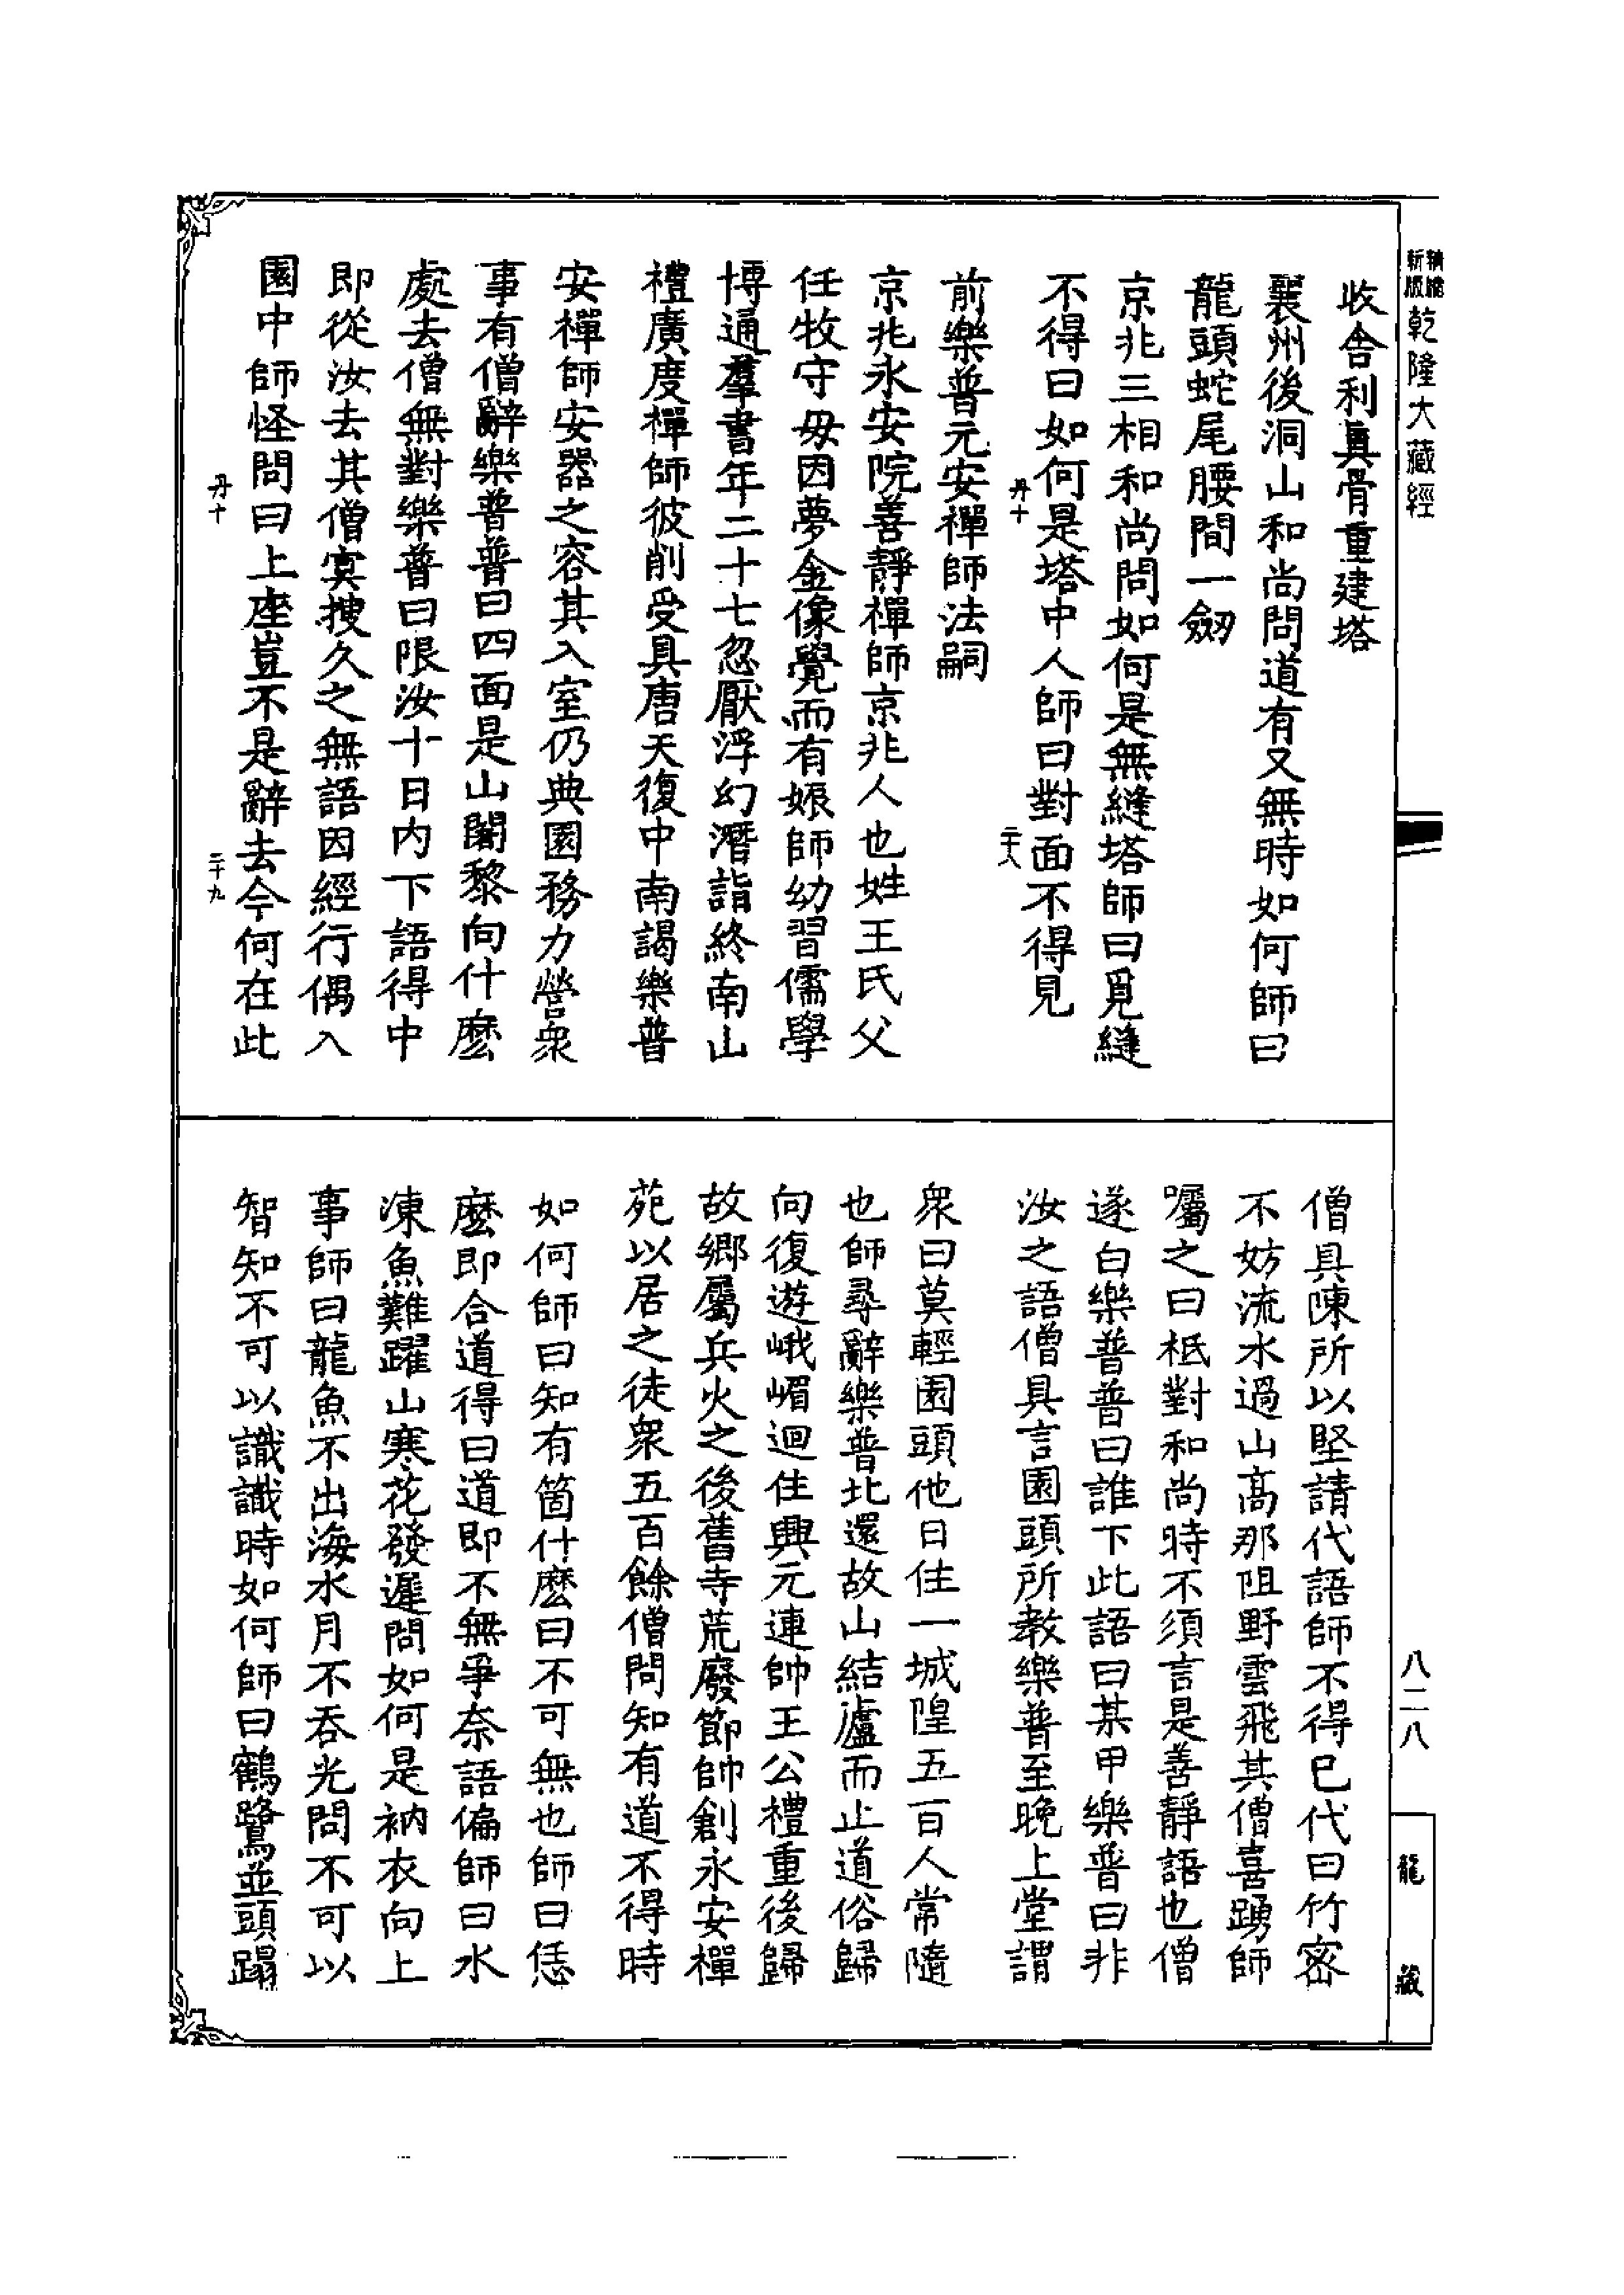 新版精縮乾隆大藏經
收舍利眞骨重建塔
襄州後洞山和尚問道有又無時如何師曰
龍頭蛇尾腰間一劒
京兆三相和尚問如何是無縫塔師曰覓縫
不得曰如何是塔中人師曰對面不得見
丹十
二十八
前樂普元安禪師法嗣
京兆永安院善靜禪師京兆人也姓王氏父
任牧守毋因夢金像覺而有娠師幼習儒學
博通羣書年二十七忽厭浮幻潛詣終南山
禮廣度禪師彼削受具唐天復中南謁樂普
安禪師安器之容其入室仍典園務力營衆
事有僧辭樂普普曰四面是山闍黎向什麽
處去僧無對樂普曰限汝十日內下語得中
即從汝去其僧寘搜久之無語因經行偶入
園中師怪問曰上座豈不是辭去今何在此
丹十
二十九
僧具陳所以堅請代語師不得巳代曰竹密
不妨流水過山高那阻野雲飛其僧喜踴師
囑之曰秖對和尚時不須言是善靜語也僧
遂白樂普普曰誰下此語曰某甲樂普曰非
汝之語僧具言園頭所教樂普至晚上堂謂
衆曰莫輕園頭他日住一城隍五百人常隨
也師尋辭樂普北還故山結廬而止道俗歸
向復遊峨嵋迴住興元連帥王公禮重後歸
故鄉屬兵火之後舊寺荒廢節帥創永安禪
苑以居之徒衆五百餘僧問知有道不得時
如何師曰知有箇什麽曰不可無也師曰恁
麽即合道得曰道即不無爭奈語偏師曰水
凍魚難躍山寒花發遲問如何是衲衣向上
事師曰龍魚不出海水月不吞光問不可以
智知不可以識識時如何師曰鶴鷺並頭蹋
八二八
龍藏